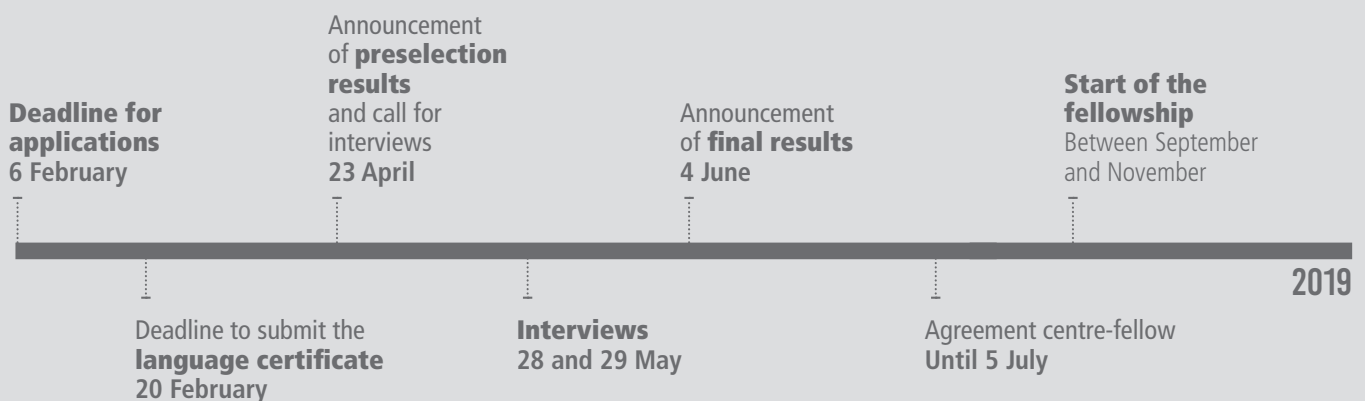 Deadline for
applications
6 February
Announcement
of preselection
results
and call for
interviews
23 April
Announcement
of final results
4 June
Start of the
fellowship
Between September
and November
2019
Deadline to submit the
language certificate
20 February
Interviews
28 and 29 May
Agreement centre-fellow
Until 5 July